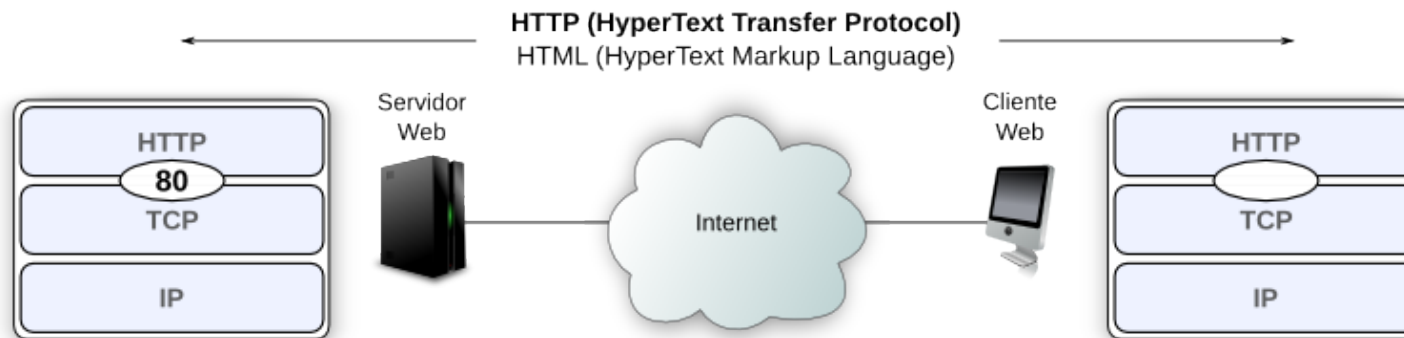 HTTP (HyperText Transfer Protocol)
HTML (HyperText Markup Language)
Servidor
Web
Cliente
Web
HTTP
80
TCP
IP
Internet
HTTP
TCP
IP